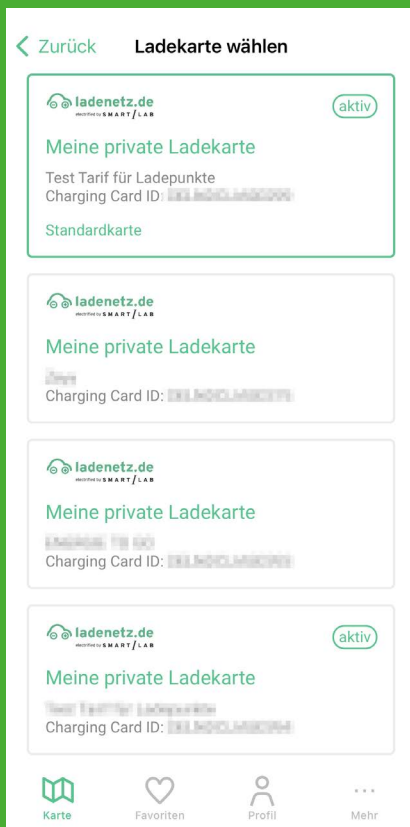 Zurück Ladekarte wählen
ladenetz.de aktiv
electrified by SMART/LAB
Meine private Ladekarte
Test Tarif für Ladepunkte
Charging Card ID:
Standardkarte
ladenetz.de
electrified by SMART/LAB
Meine private Ladekarte
Charging Card ID:
ladenetz.de
electrified by SMART/LAB
Meine private Ladekarte
Charging Card ID:
ladenetz.de aktiv
electrified by SMART/LAB
Meine private Ladekarte
Charging Card ID:
Karte Favoriten Profil Mehr